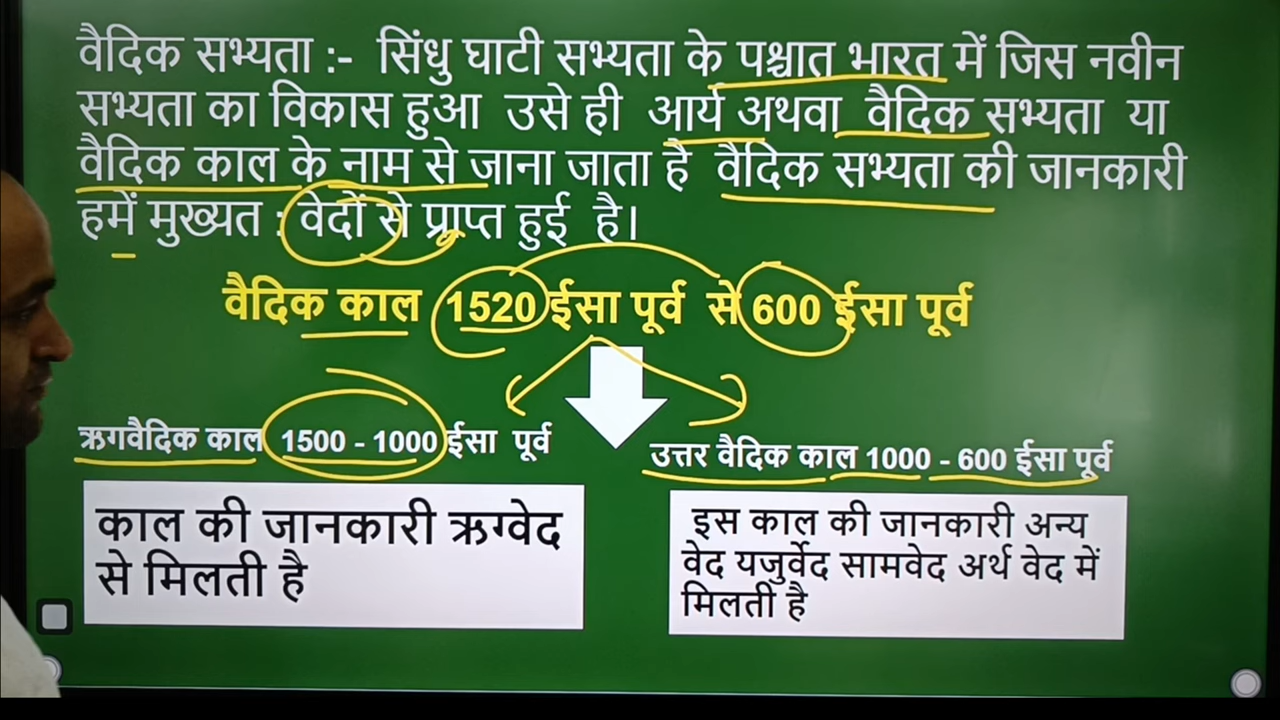 वैदिक सभ्यता :- सिंधु घाटी सभ्यता के पश्चात भारत में जिस नवीन
सभ्यता का विकास हुआ उसे ही आर्य अथवा वैदिक सभ्यता या
वैदिक काल के नाम से जाना जाता है वैदिक सभ्यता की जानकारी
हमें मुख्यत : वेदों से प्राप्त हुई है।
वैदिक काल 1520 ईसा पूर्व से 600 ईसा पूर्व
ऋगवैदिक काल 1500 - 1000 ईसा पूर्व
काल की जानकारी ऋग्वेद
से मिलती है
उत्तर वैदिक काल 1000 - 600 ईसा पूर्व
इस काल की जानकारी अन्य
वेद यजुर्वेद सामवेद अर्थ वेद में
मिलती है